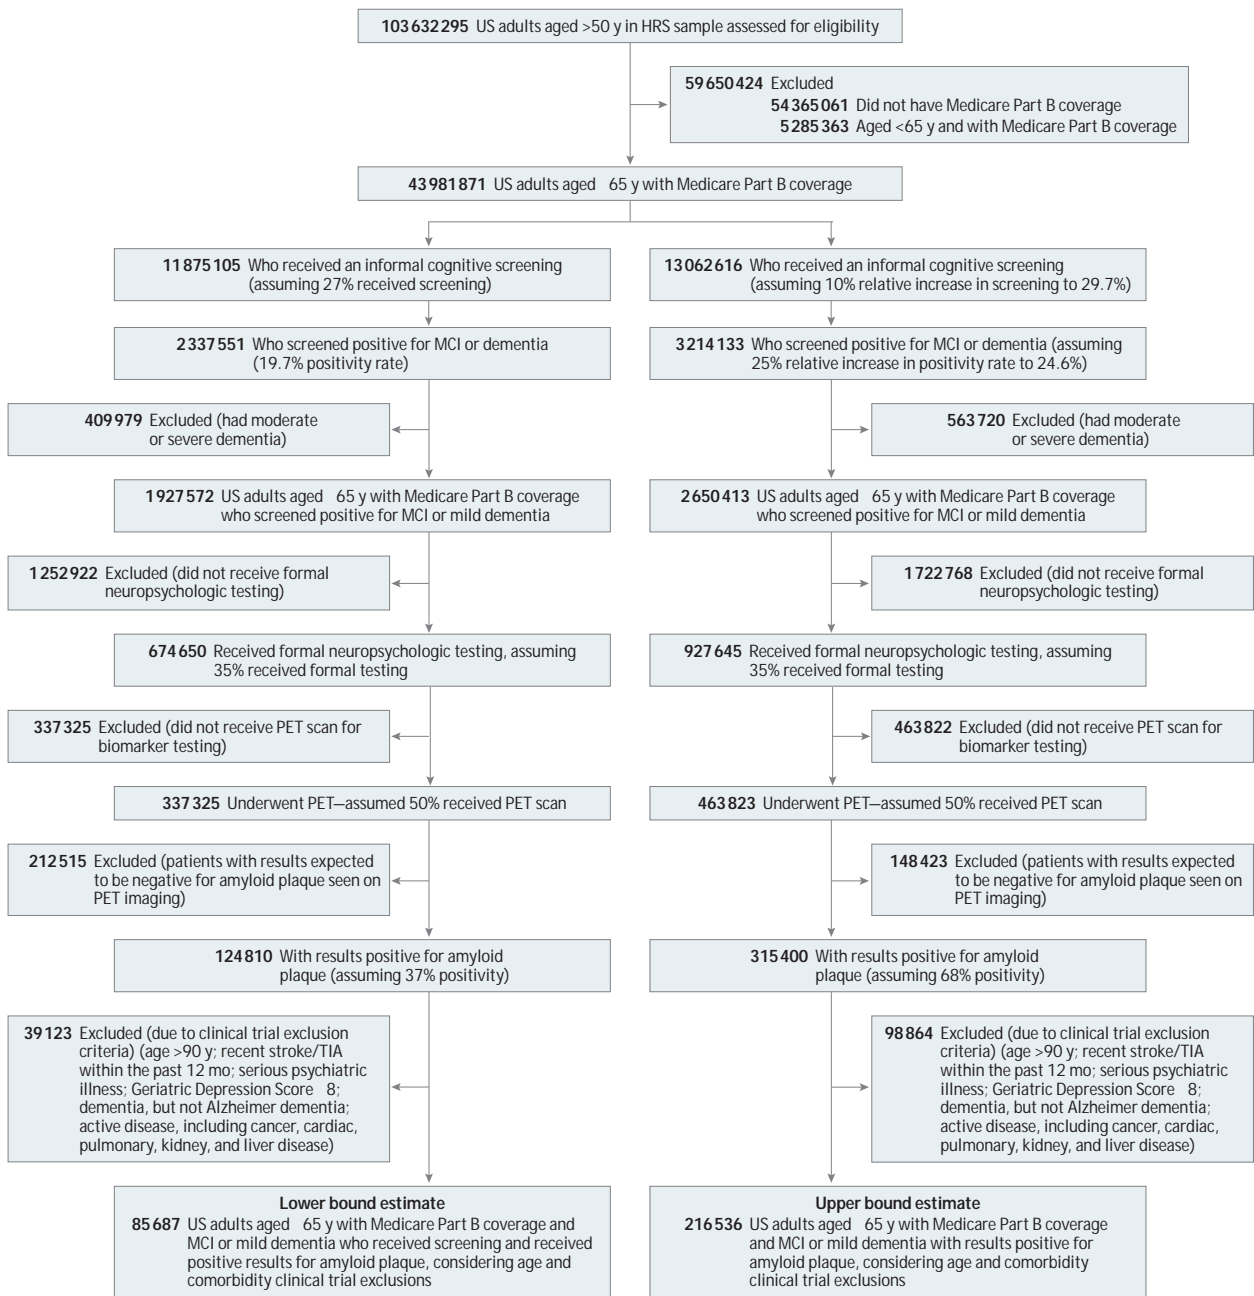 103 632 295 US adults aged >50 y in HRS sample assessed for eligibility
59 650 424 Excluded
54 365 061 Did not have Medicare Part B coverage
5 285 363 Aged <65 y and with Medicare Part B coverage
43 981 871 US adults aged 65 y with Medicare Part B coverage
11 875 105 Who received an informal cognitive screening
(assuming 27% received screening)
13 062 616 Who received an informal cognitive screening
(assuming 10% relative increase in screening to 29.7%)
2 337 551 Who screened positive for MCI or dementia
(19.7% positivity rate)
3 214 133 Who screened positive for MCI or dementia (assuming
25% relative increase in positivity rate to 24.6%)
409 979 Excluded (had moderate
or severe dementia)
563 720 Excluded (had moderate
or severe dementia)
1 927 572 US adults aged 65 y with Medicare Part B coverage
who screened positive for MCI or mild dementia
2 650 413 US adults aged 65 y with Medicare Part B coverage
who screened positive for MCI or mild dementia
1 252 922 Excluded (did not receive formal
neuropsychologic testing)
1 722 768 Excluded (did not receive formal
neuropsychologic testing)
674 650 Received formal neuropsychologic testing, assuming
35% received formal testing
927 645 Received formal neuropsychologic testing, assuming
35% received formal testing
337 325 Excluded (did not receive PET scan for
biomarker testing)
463 822 Excluded (did not receive PET scan for
biomarker testing)
337 325 Underwent PET—assumed 50% received PET scan
463 823 Underwent PET—assumed 50% received PET scan
212 515 Excluded (patients with results expected
to be negative for amyloid plaque seen on
PET imaging)
148 423 Excluded (patients with results expected
to be negative for amyloid plaque seen on
PET imaging)
124 810 With results positive for amyloid
plaque (assuming 37% positivity)
315 400 With results positive for amyloid
plaque (assuming 68% positivity)
39 123 Excluded (due to clinical trial exclusion
criteria) (age >90 y; recent stroke/TIA
within the past 12 mo; serious psychiatric
illness; Geriatric Depression Score 8;
dementia, but not Alzheimer dementia;
active disease, including cancer, cardiac,
pulmonary, kidney, and liver disease)
98 864 Excluded (due to clinical trial exclusion
criteria) (age >90 y; recent stroke/TIA
within the past 12 mo; serious psychiatric
illness; Geriatric Depression Score 8;
dementia, but not Alzheimer dementia;
active disease, including cancer, cardiac,
pulmonary, kidney, and liver disease)
Lower bound estimate
85 687 US adults aged 65 y with Medicare Part B coverage and
MCI or mild dementia who received screening and received
positive results for amyloid plaque, considering age and
comorbidity clinical trial exclusions
Upper bound estimate
216 536 US adults aged 65 y with Medicare Part B coverage
and MCI or mild dementia with results positive for
amyloid plaque, considering age and comorbidity
clinical trial exclusions